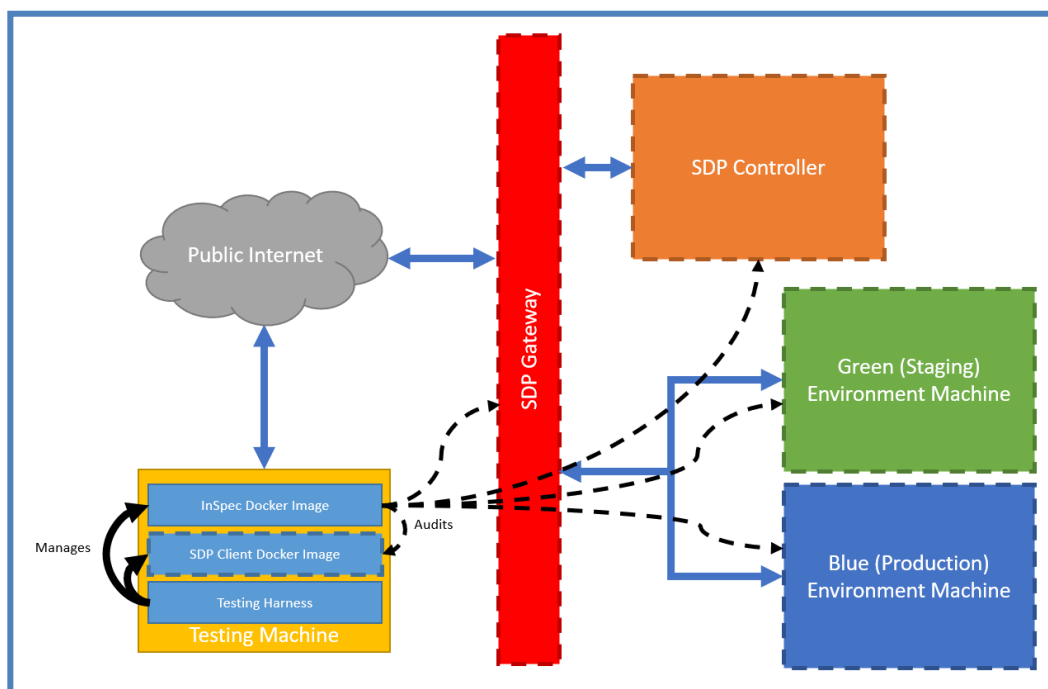 SDP Controller
Public Internet
SDP Gateway
Green (Staging)
Environment Machine
InSpec Docker Image
Audits
Manages
SDP Client Docker Image
Blue (Production)
Environment Machine
Testing Harness
Testing Machine